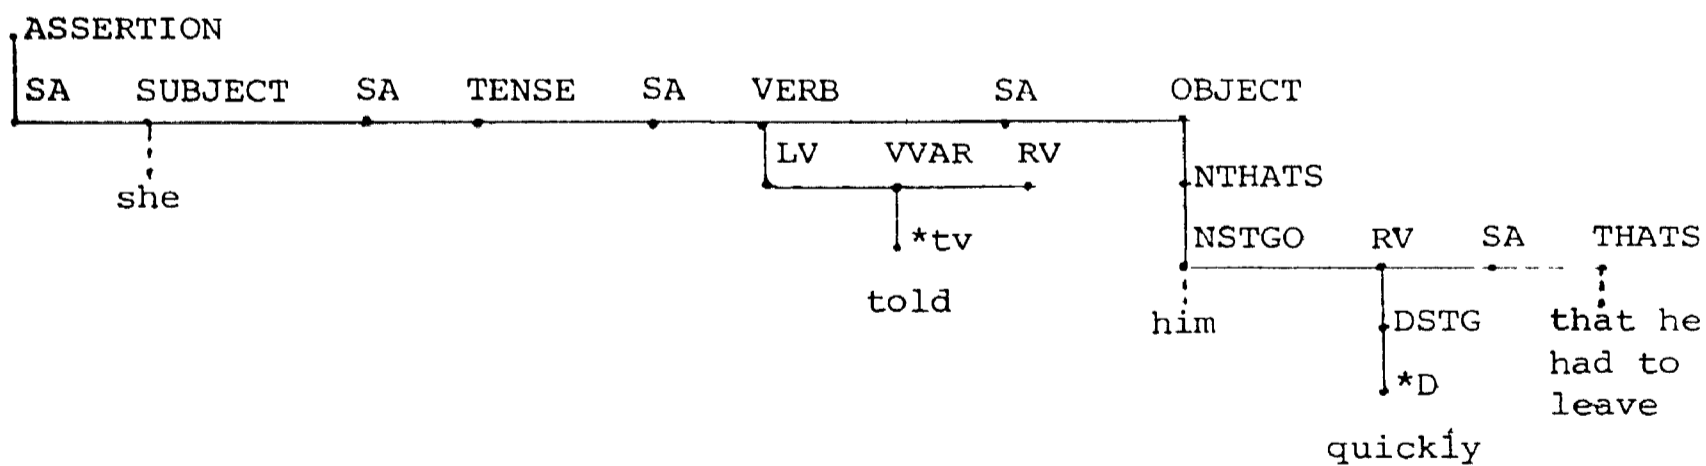 ASSERTION
SA SUBJECT SA TENSE SA VERB SA OBJECT
LV VVAR RV
NTHATS
she
*tv
NSTGO RV SA THATS
told
him
DSTG
that he
had to
leave
*D
quickly